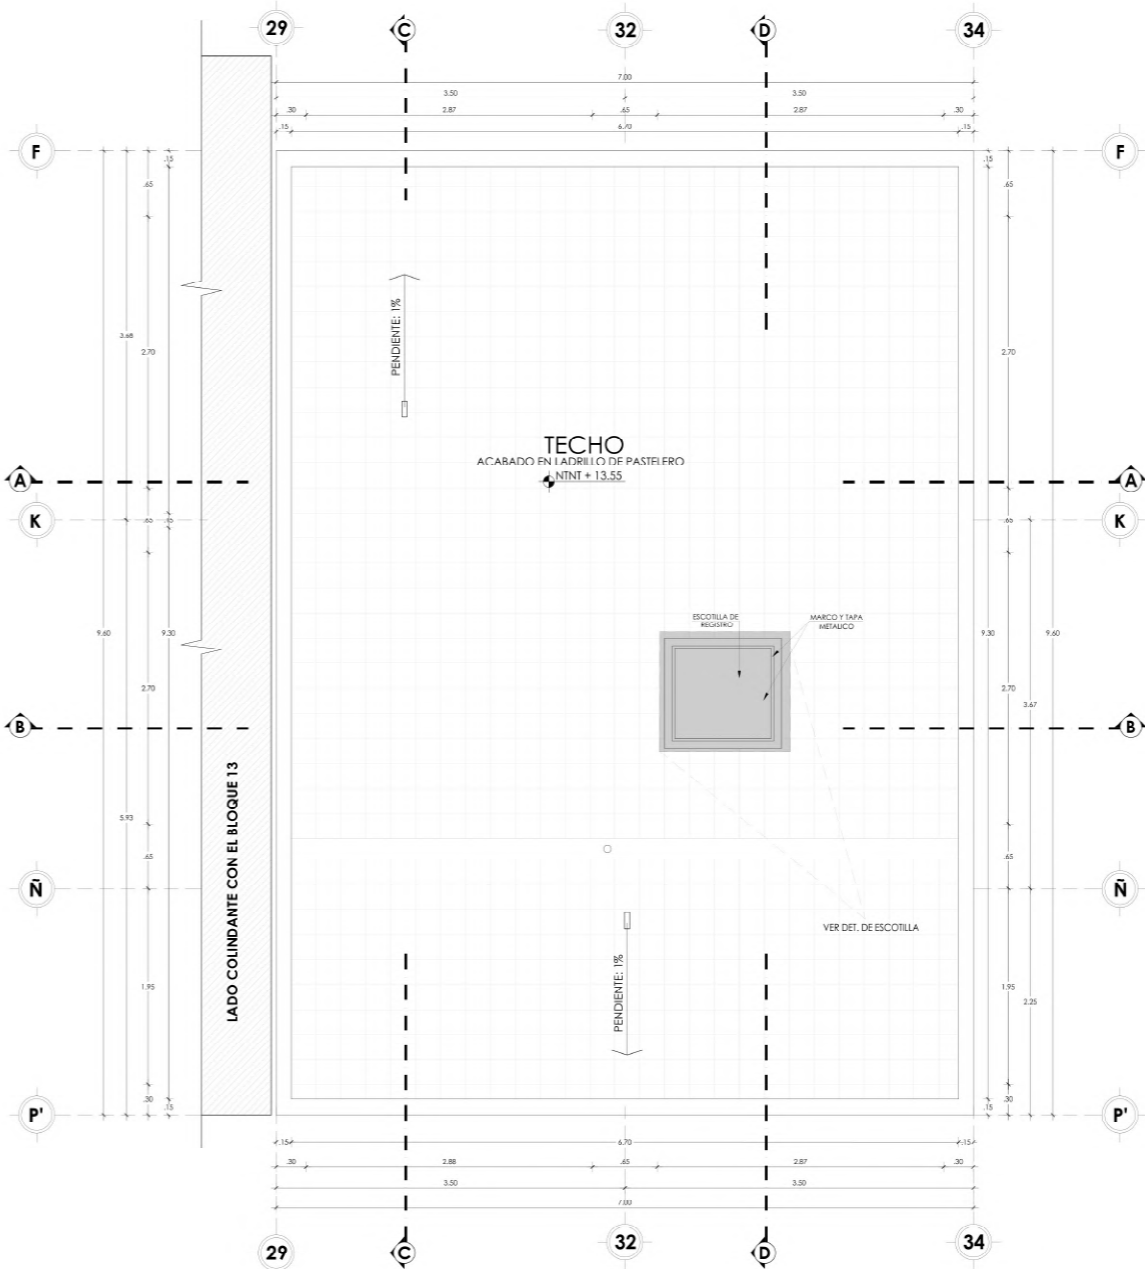 29
C
32
D
34
7.00
3.50
3.50
.30
2.87
.65
2.87
.30
.15
6.70
.15
F
F
.15
.15
.65
.65
PENDIENTE: 1%
3.68
2.70
2.70
TECHO
ACABADO EN LADRILLO DE PASTELERO
NTNT + 13.55
A
A
K
K
.65
.15
.65
ESCOTILLA DE
REGISTRO
MARCO Y TAPA
METALICO
9.60
9.30
9.30
9.60
2.70
2.70
3.67
B
B
LADO COLINDANTE CON EL BLOQUE 13
5.93
.65
.65
Ñ
Ñ
VER DET. DE ESCOTILLA
PENDIENTE: 1%
1.95
1.95
2.25
.30
.15
.15
.30
P'
P'
.15
6.70
.15
.30
2.88
.65
2.87
.30
3.50
3.50
7.00
29
C
32
D
34